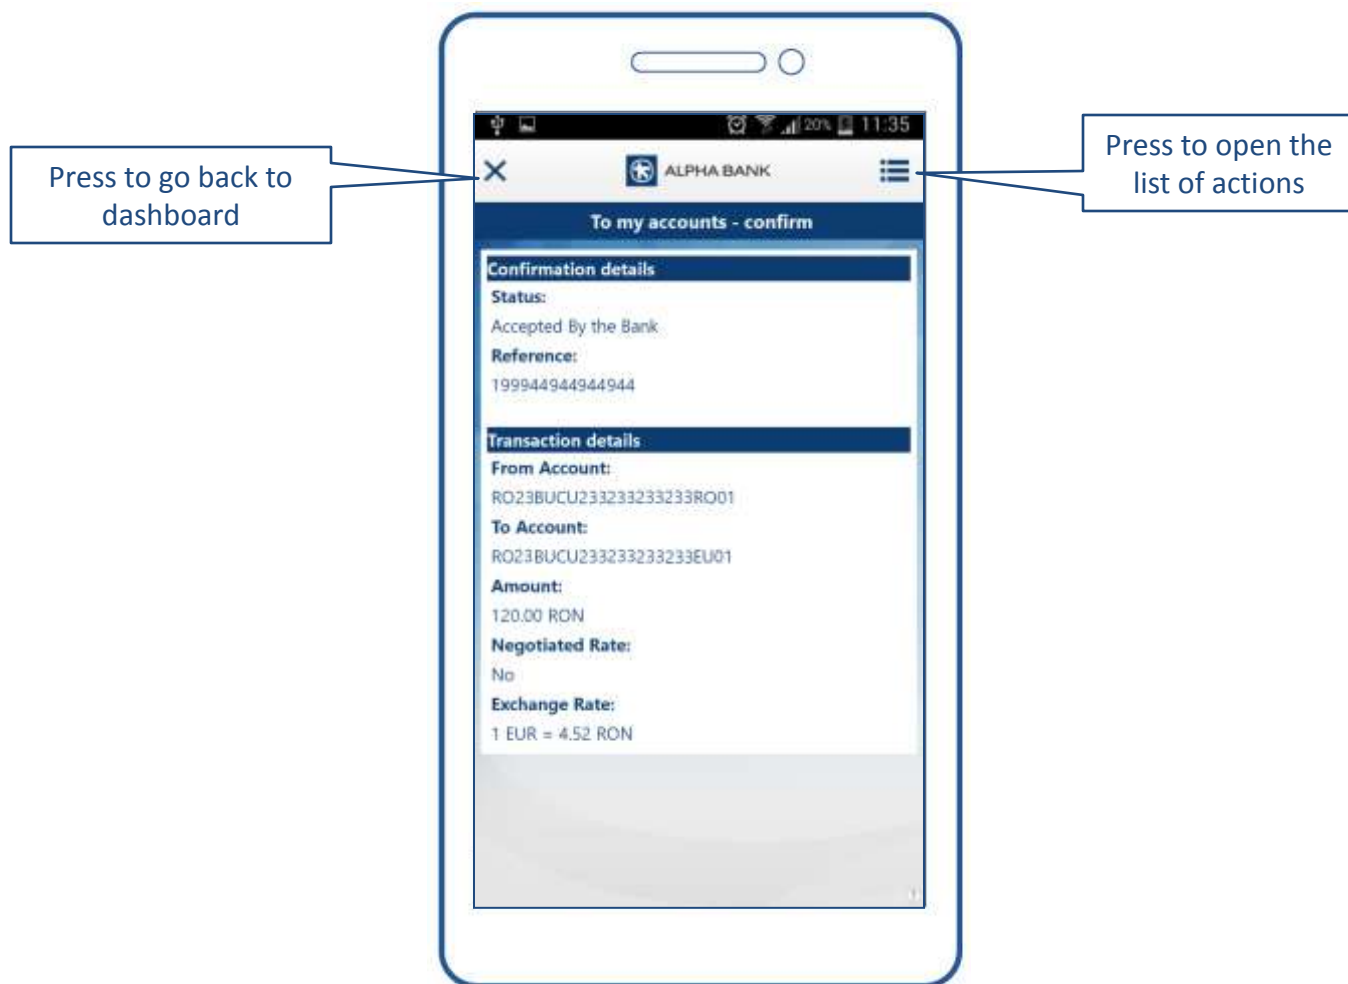 20% 11:35
Press to go back to
dashboard
ALPHA BANK
Press to open the
list of actions
To my accounts - confirm
Confirmation details
Status:
Accepted By the Bank
Reference:
199944944944944
Transaction details
From Account:
RO23BUCU233233233233RO01
To Account:
RO23BUCU233233233233EU01
Amount:
120.00 RON
Negotiated Rate:
No
Exchange Rate:
1 EUR = 4.52 RON